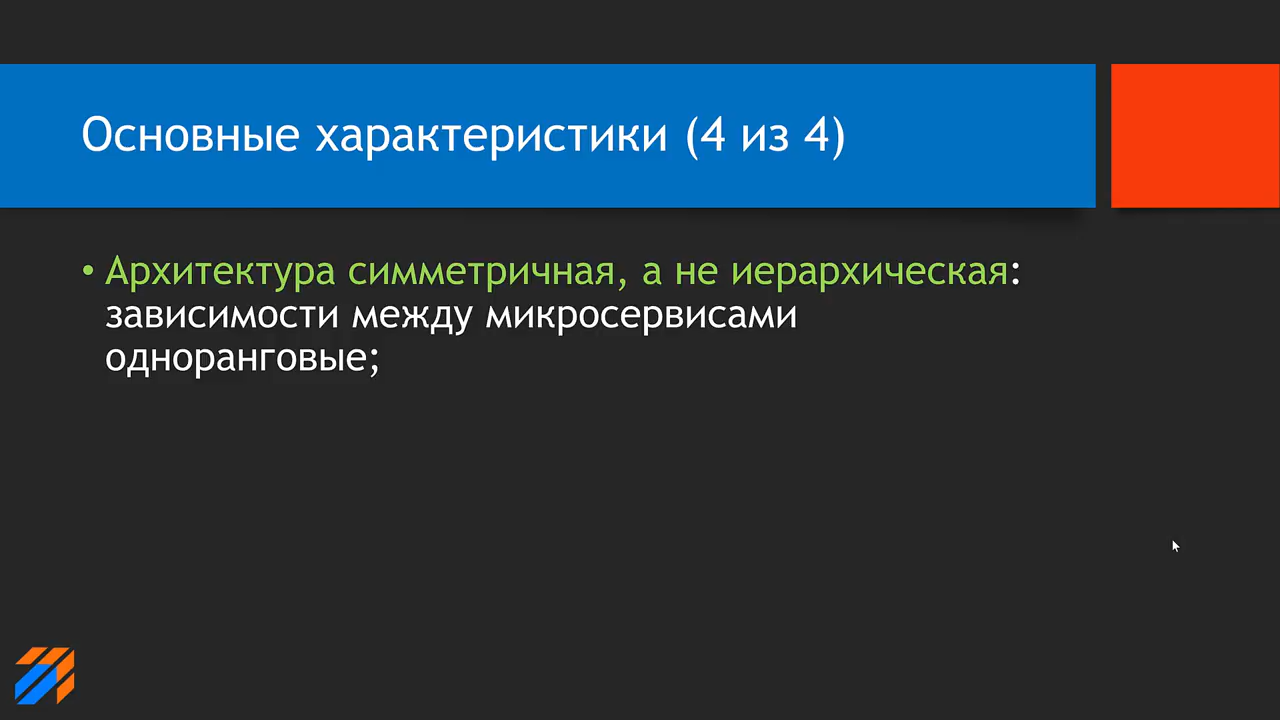 Основные характеристики (4 из 4)
• Архитектура симметричная, а не иерархическая:
зависимости между микросервисами
одноранговые;